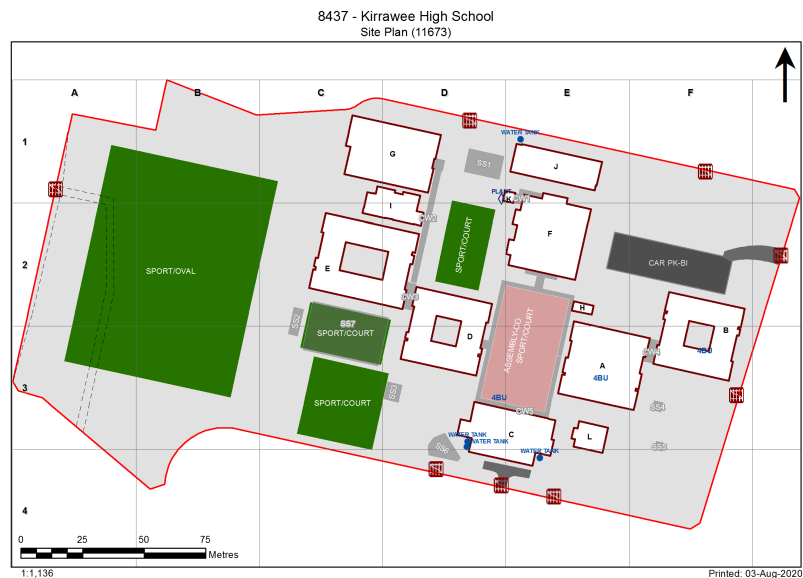 8437 - Kirrawee High School
Site Plan (11673)
A
B
C
D
E
F
1
WATER TANK
G
SS1
J
PLANT
K
CW1
I
CW2
SPORT/COURT
F
2
SPORT/OVAL
E
CAR PK-BI
CW3
H
SS2
SS7
SPORT/COURT
ASSEMBLY-CO
SPORT/COURT
D
B
4BU
CW4
A
4BU
3
SPORT/COURT
SS3
4BU
CW5
SS4
WATER TANK
WATER TANK
C
L
SS6
WATER TANK
SS5
4
0
25
50
75
Metres
1:1,136
Printed: 03-Aug-2020